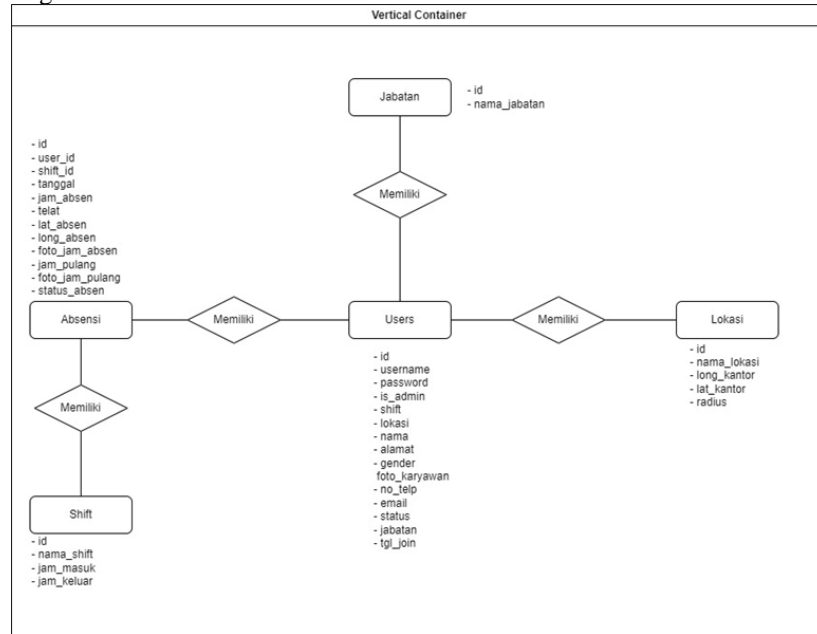 Vertical Container
Jabatan
- id
- nama_jabatan
Memiliki
- id
- user_id
- shift_id
- tanggal
- jam_absen
- telat
- lat_absen
- long_absen
- foto_jam_absen
- jam_pulang
- foto_jam_pulang
- status_absen
Absensi
Memiliki
Users
Memiliki
Lokasi
- id
- nama_lokasi
- long_kantor
- lat_kantor
- radius
- id
- username
- password
- is_admin
- shift
- lokasi
- nama
- alamat
- gender
foto_karyawan
- no_telp
- email
- status
- jabatan
- tgl_join
Memiliki
Shift
- id
- nama_shift
- jam_masuk
- jam_keluar